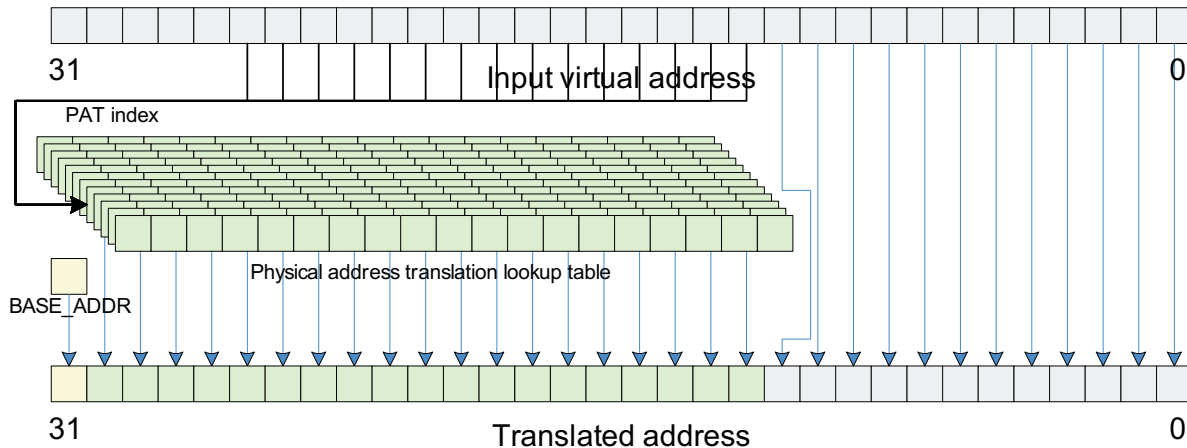 31
0
Input virtual address
PAT index
Physical address translation lookup table
BASE_ADDR
31
0
Translated address